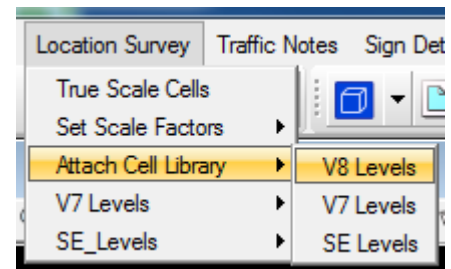 Location Survey Traffic Notes Sign Det
True Scale Cells
Set Scale Factors
Attach Cell Library
V7 Levels
SE_Levels
V8 Levels
V7 Levels
SE Levels